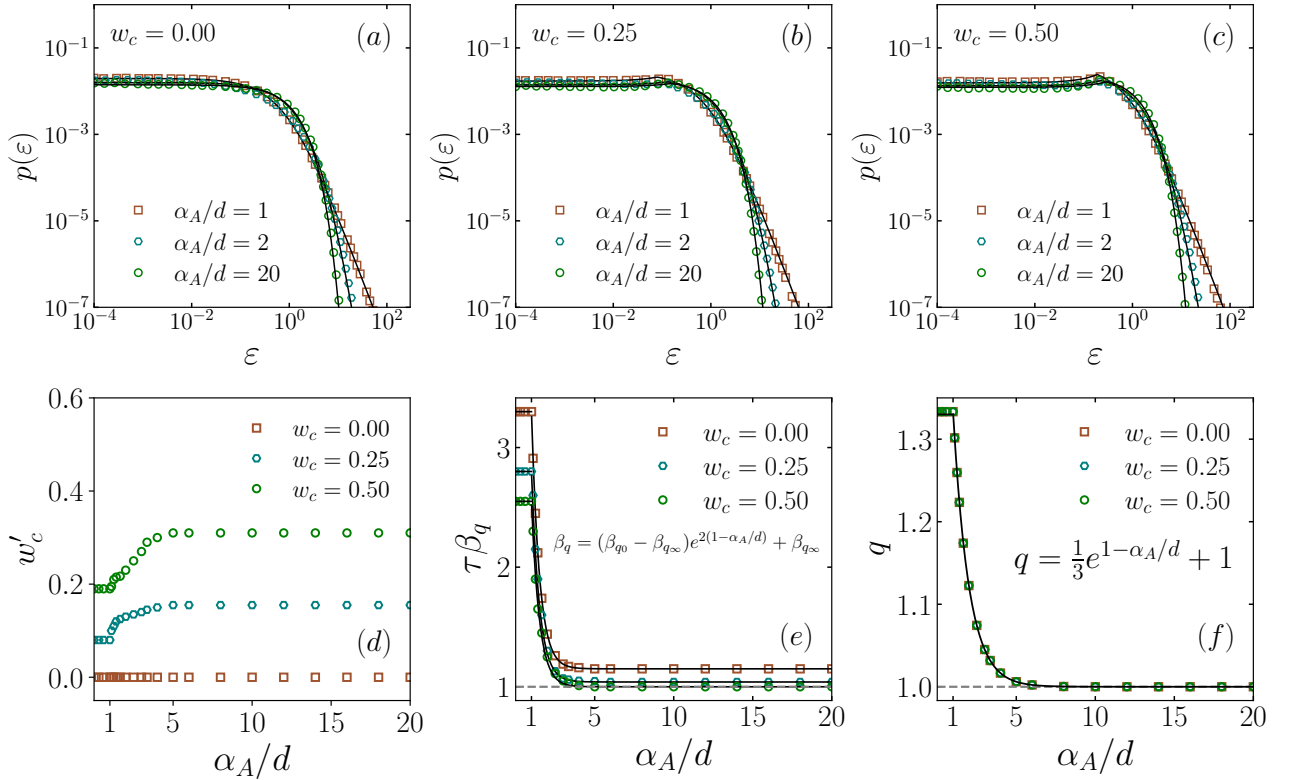 w_c = 0.00
(a)
10^{-1}
10^{-3}
10^{-5}
10^{-7}
p(ε)
α_A/d = 1
α_A/d = 2
α_A/d = 20
10^{-4}
10^{-2}
10^{0}
10^{2}
ε
w_c = 0.25
(b)
10^{-1}
10^{-3}
10^{-5}
10^{-7}
p(ε)
α_A/d = 1
α_A/d = 2
α_A/d = 20
10^{-4}
10^{-2}
10^{0}
10^{2}
ε
w_c = 0.50
(c)
10^{-1}
10^{-3}
10^{-5}
10^{-7}
p(ε)
α_A/d = 1
α_A/d = 2
α_A/d = 20
10^{-4}
10^{-2}
10^{0}
10^{2}
ε
0.6
0.4
0.2
0.0
w'_c
w_c = 0.00
w_c = 0.25
w_c = 0.50
(d)
1
5
10
15
20
α_A/d
3
2
1
τβ_q
w_c = 0.00
w_c = 0.25
w_c = 0.50
β_q = (β_{q_0} − β_{q_∞})e^{2(1−α_A/d)} + β_{q_∞}
(e)
1
5
10
15
20
α_A/d
1.3
1.2
1.1
1.0
q
w_c = 0.00
w_c = 0.25
w_c = 0.50
q = \frac{1}{3}e^{1−α_A/d} + 1
(f)
1
5
10
15
20
α_A/d